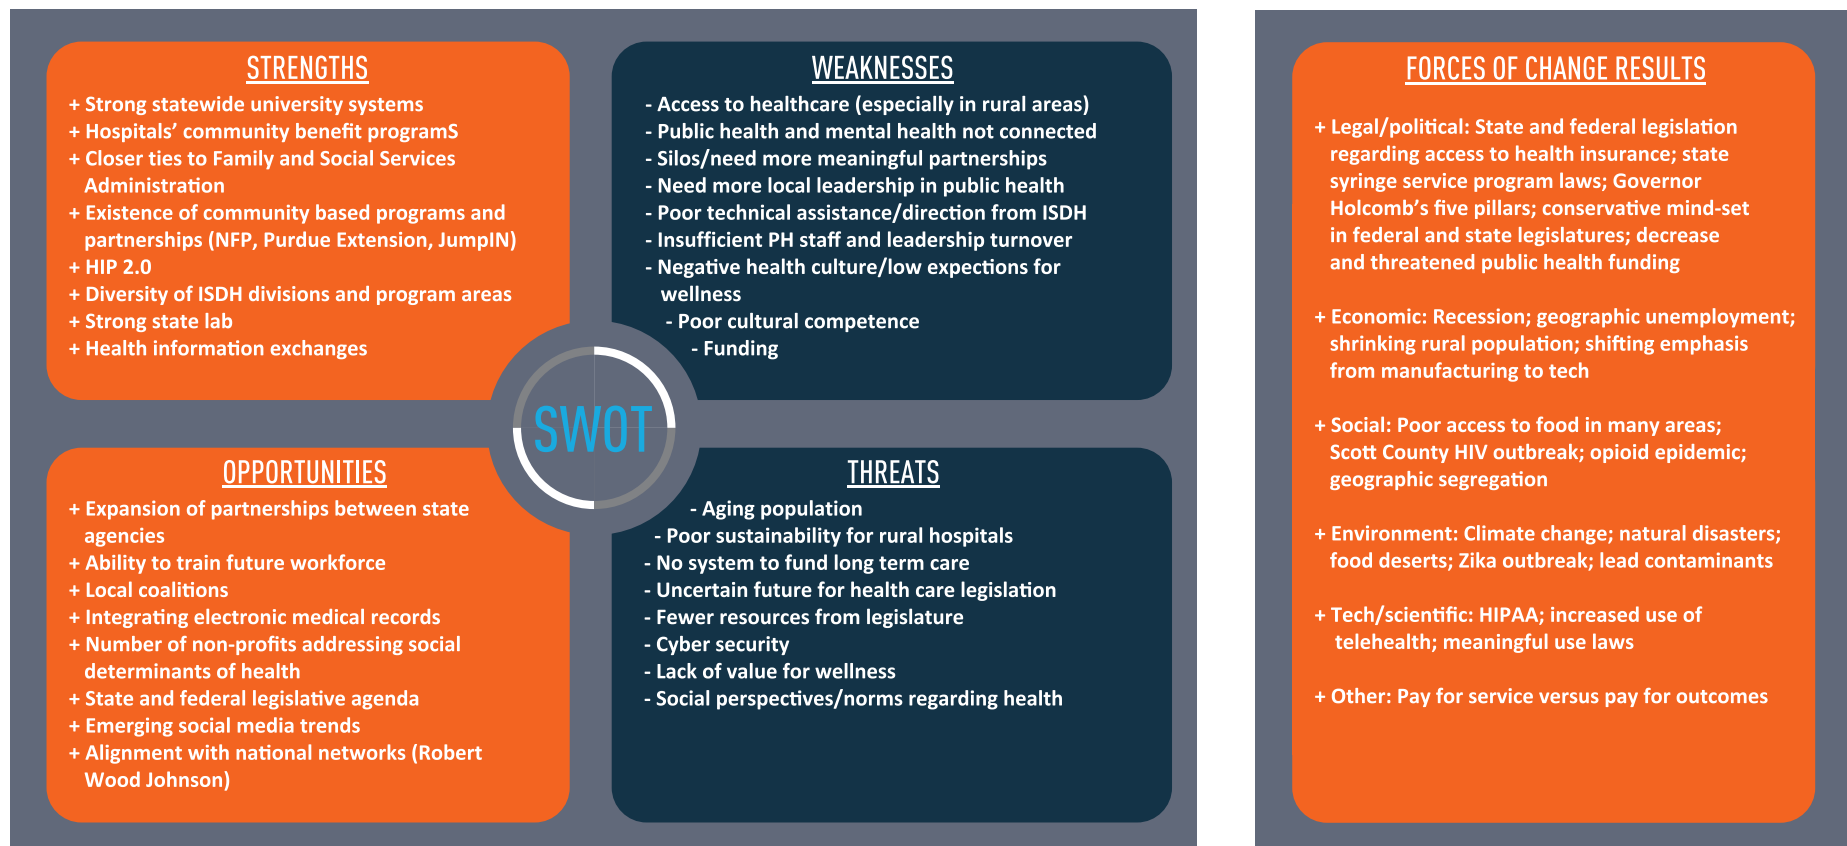 STRENGTHS
+ Strong statewide university systems
+ Hospitals’ community benefit programS
+ Closer ties to Family and Social Services
Administration
+ Existence of community based programs and
partnerships (NFP, Purdue Extension, JumpIN)
+ HIP 2.0
+ Diversity of ISDH divisions and program areas
+ Strong state lab
+ Health information exchanges
WEAKNESSES
- Access to healthcare (especially in rural areas)
- Public health and mental health not connected
- Silos/need more meaningful partnerships
- Need more local leadership in public health
- Poor technical assistance/direction from ISDH
- Insufficient PH staff and leadership turnover
- Negative health culture/low expections for
wellness
- Poor cultural competence
- Funding
SWOT
OPPORTUNITIES
+ Expansion of partnerships between state
agencies
+ Ability to train future workforce
+ Local coalitions
+ Integrating electronic medical records
+ Number of non-profits addressing social
determinants of health
+ State and federal legislative agenda
+ Emerging social media trends
+ Alignment with national networks (Robert
Wood Johnson)
THREATS
- Aging population
- Poor sustainability for rural hospitals
- No system to fund long term care
- Uncertain future for health care legislation
- Fewer resources from legislature
- Cyber security
- Lack of value for wellness
- Social perspectives/norms regarding health
FORCES OF CHANGE RESULTS
+ Legal/political: State and federal legislation
regarding access to health insurance; state
syringe service program laws; Governor
Holcomb’s five pillars; conservative mind-set
in federal and state legislatures; decrease
and threatened public health funding
+ Economic: Recession; geographic unemployment;
shrinking rural population; shifting emphasis
from manufacturing to tech
+ Social: Poor access to food in many areas;
Scott County HIV outbreak; opioid epidemic;
geographic segregation
+ Environment: Climate change; natural disasters;
food deserts; Zika outbreak; lead contaminants
+ Tech/scientific: HIPAA; increased use of
telehealth; meaningful use laws
+ Other: Pay for service versus pay for outcomes